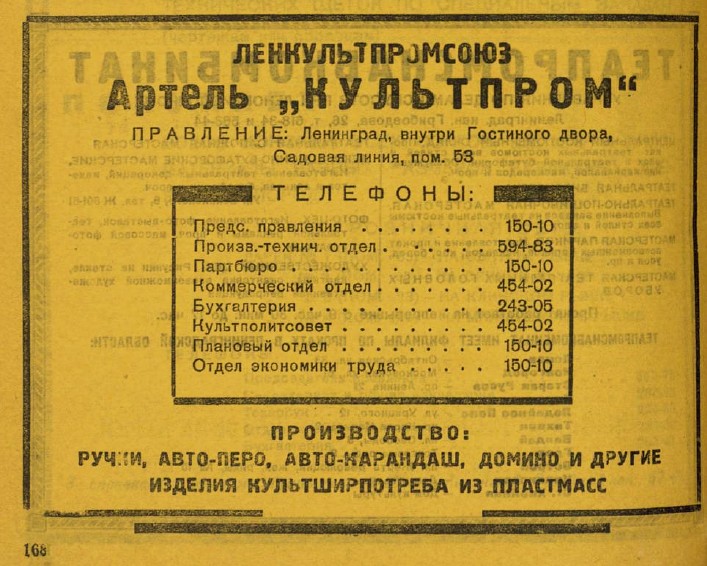 ЛЕНКУЛЬТПРОМСОЮЗ
Артель „КУЛЬТПРОМ“
ПРАВЛЕНИЕ: Ленинград, внутри Гостиного двора,
Садовая линия, пом. 53
ТЕЛЕФОНЫ:
Предс. правления . . . . . . . . . 150-10
Произв.-технич. отдел . . . . . . 594-83
Партбюро . . . . . . . . . . . . 150-10
Коммерческий отдел . . . . . . . 454-02
Бухгалтерия . . . . . . . . . . . 243-05
Культполитсовет . . . . . . . . . 454-02
Плановый отдел . . . . . . . . . 150-10
Отдел экономики труда . . . . . 150-10
ПРОИЗВОДСТВО:
РУЧКИ, АВТО-ПЕРО, АВТО-КАРАНДАШ, ДОМИНО И ДРУГИЕ
ИЗДЕЛИЯ КУЛЬТШИРПОТРЕБА ИЗ ПЛАСТМАСС
168